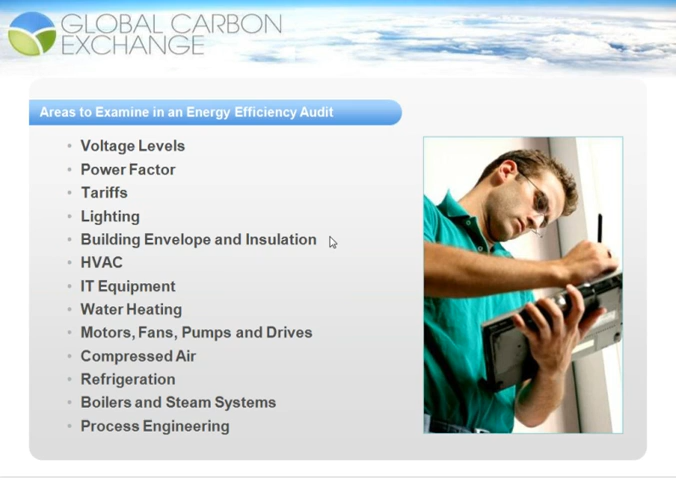 GLOBAL CARBON
EXCHANGE
Areas to Examine in an Energy Efficiency Audit
Voltage Levels
Power Factor
Tariffs
Lighting
Building Envelope and Insulation
HVAC
IT Equipment
Water Heating
Motors, Fans, Pumps and Drives
Compressed Air
Refrigeration
Boilers and Steam Systems
Process Engineering